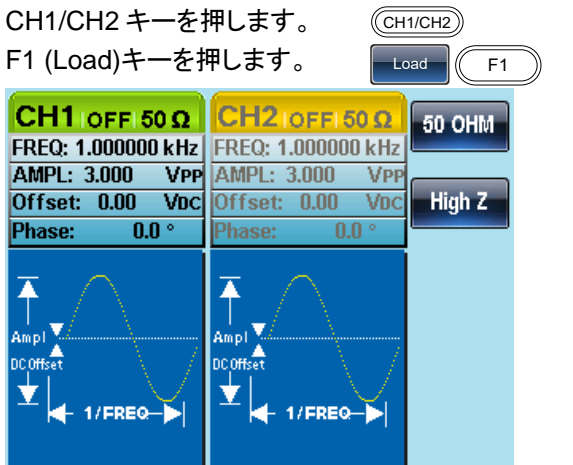 CH1/CH2 キーを押します。 CH1/CH2
F1 (Load)キーを押します。 Load F1
CH1 OFF 50 Ω CH2 OFF 50 Ω 50 OHM
FREQ: 1.000000 kHz FREQ: 1.000000 kHz
AMPL: 3.000 VPP AMPL: 3.000 VPP
Offset: 0.00 VDC Offset: 0.00 VDC High Z
Phase: 0.0 ° Phase: 0.0 °
Ampl Ampl
DC Offset DC Offset
1/FREQ 1/FREQ